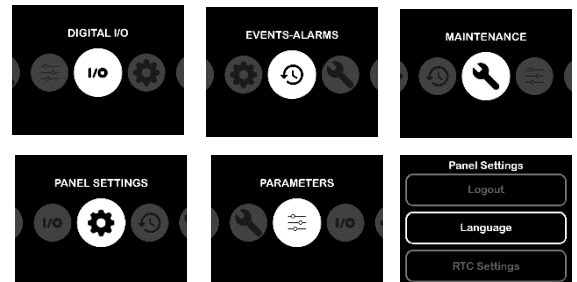 DIGITAL I/O
I/O
EVENTS-ALARMS
MAINTENANCE
PANEL SETTINGS
I/O
PARAMETERS
I/O
Panel Settings
Logout
Language
RTC Settings